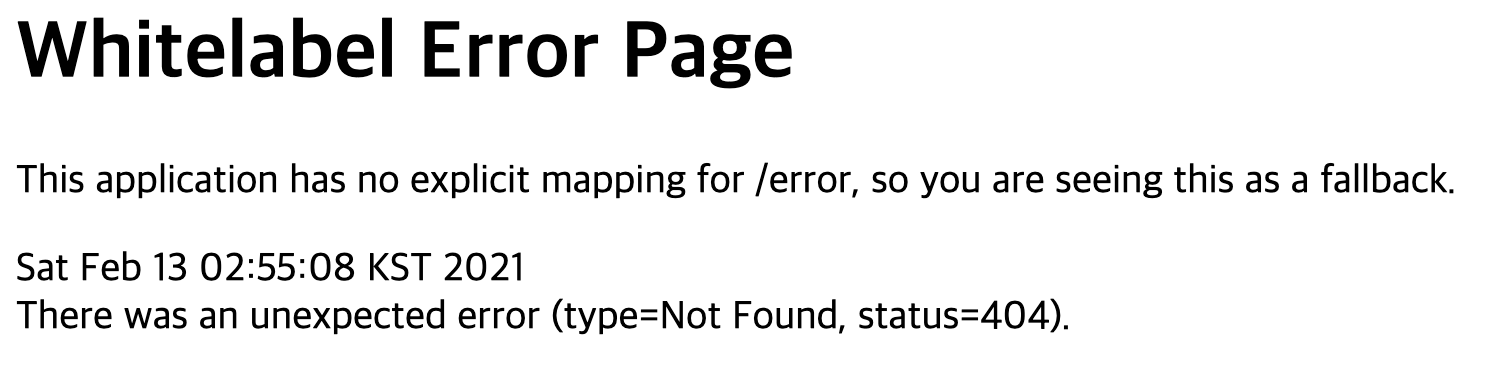 Whitelabel Error Page
This application has no explicit mapping for /error, so you are seeing this as a fallback.
Sat Feb 13 02:55:08 KST 2021
There was an unexpected error (type=Not Found, status=404).